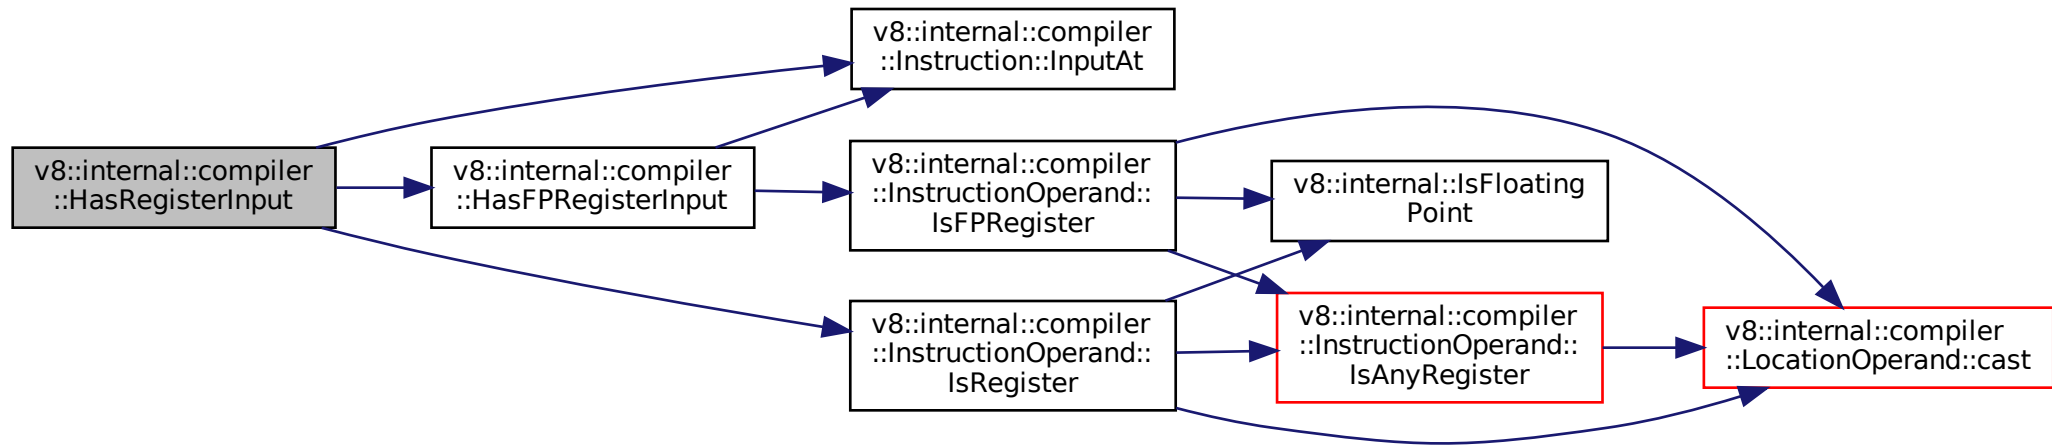 v8::internal::compiler
::HasRegisterInput
v8::internal::compiler
::HasFPRegisterInput
v8::internal::compiler
::Instruction::InputAt
v8::internal::compiler
::InstructionOperand::
IsFPRegister
v8::internal::compiler
::InstructionOperand::
IsRegister
v8::internal::IsFloating
Point
v8::internal::compiler
::InstructionOperand::
IsAnyRegister
v8::internal::compiler
::LocationOperand::cast